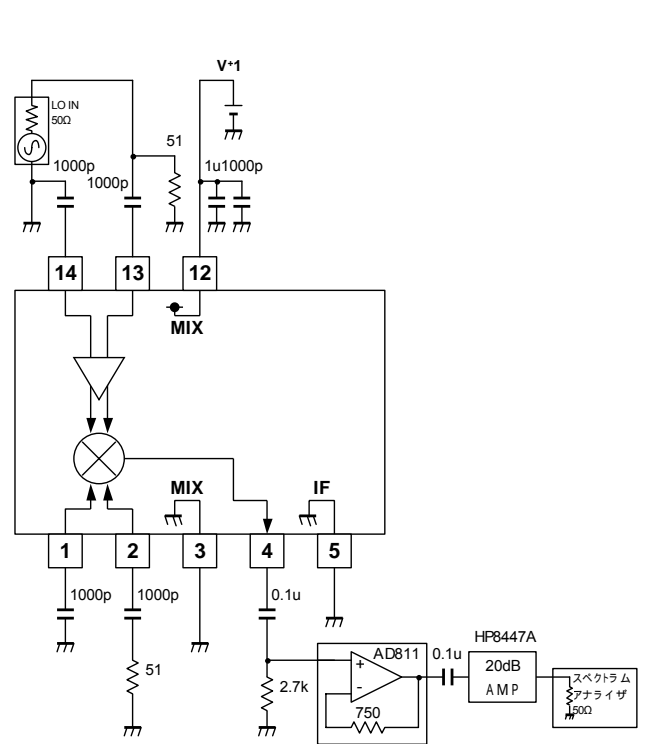 V+1
LO IN
50Ω
51
1000p
1u1000p
1000p
14
13
12
MIX
MIX
IF
1
2
3
4
5
1000p
1000p
0.1u
51
2.7k
AD811
+
-
750
0.1u
HP8447A
20dB
AMP
スペクトラム
アナライザ
50Ω